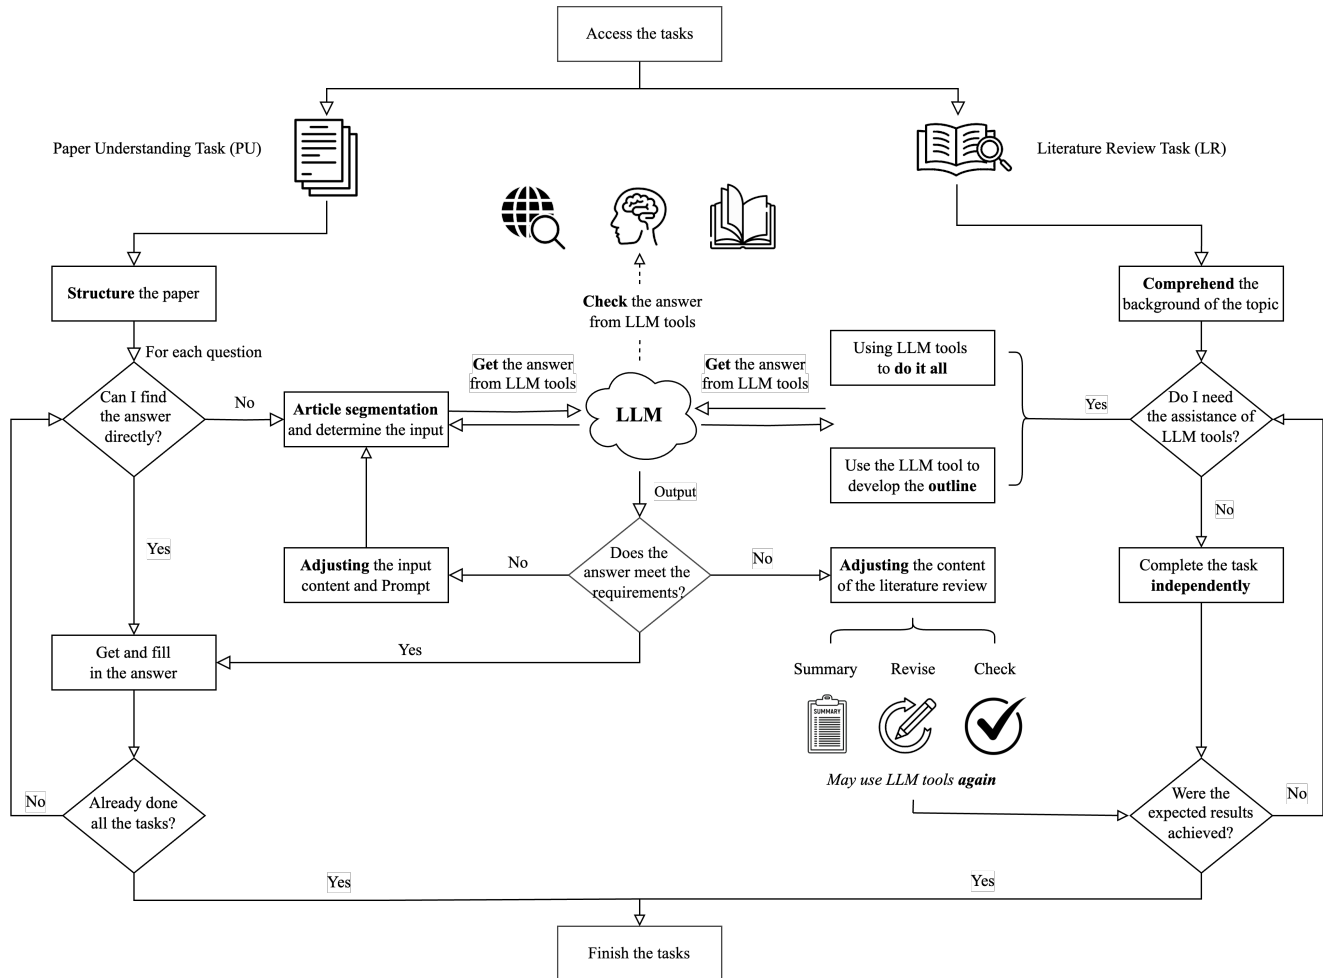 Access the tasks
Paper Understanding Task (PU)
Literature Review Task (LR)
Structure the paper
Check the answer
from LLM tools
Comprehend the
background of the topic
For each question
Can I find
the answer
directly?
No
Article segmentation
and determine the input
Get the answer
from LLM tools
LLM
Get the answer
from LLM tools
Using LLM tools
to do it all
Use the LLM tool to
develop the outline
Yes
Do I need
the assistance of
LLM tools?
Output
No
Yes
Adjusting the input
content and Prompt
No
Does the
answer meet the
requirements?
No
Adjusting the content
of the literature review
Complete the task
independently
Get and fill
in the answer
Yes
Summary
Revise
Check
SUMMARY
May use LLM tools again
No
Already done
all the tasks?
Were the
expected results
achieved?
No
Yes
Yes
Finish the tasks